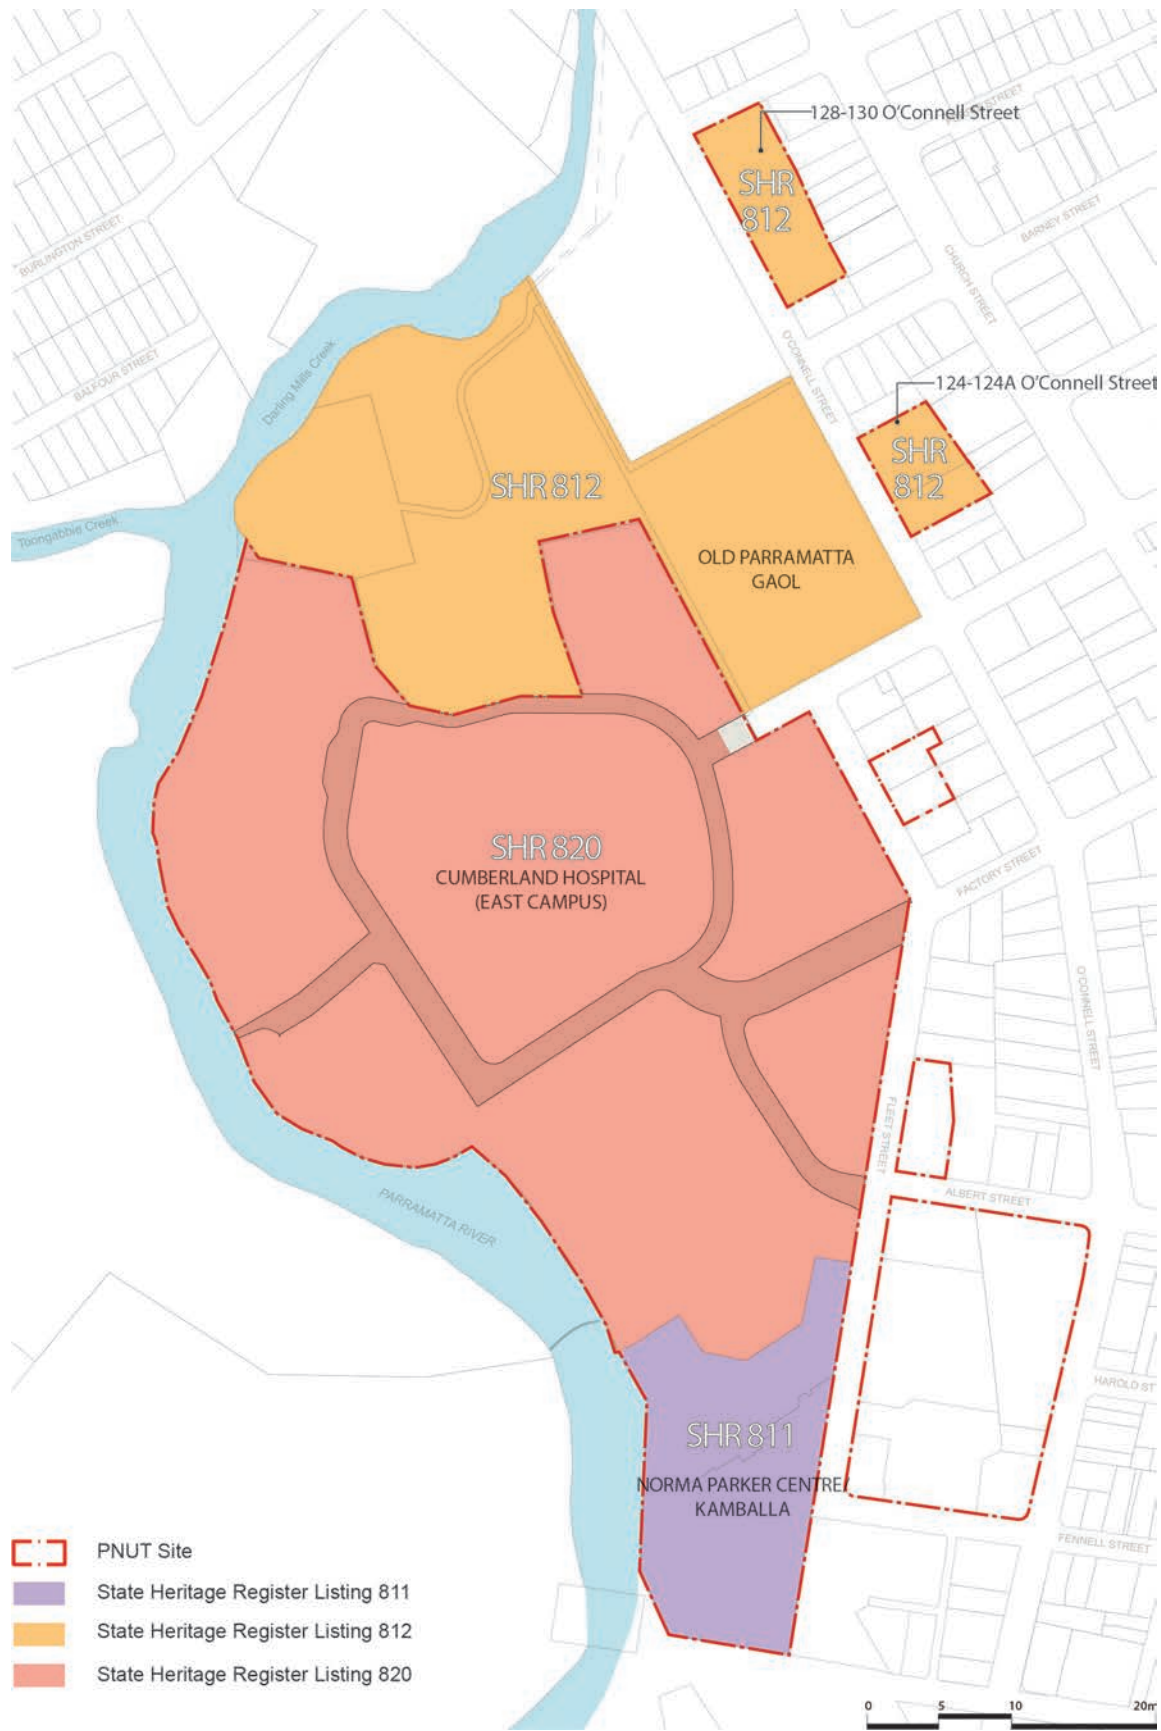 128-130 O'Connell Street
SHR
812
BURLINGTON STREET
BARNEY STREET
CHURCH STREET
BALFOUR STREET
Darling Mills Creek
O'CONNELL STREET
124-124A O'Connell Street
SHR
812
SHR 812
Toongabbie Creek
OLD PARRAMATTA
GAOL
SHR 820
CUMBERLAND HOSPITAL
(EAST CAMPUS)
FACTORY STREET
O'CONNELL STREET
FLEET STREET
ALBERT STREET
PARRAMATTA RIVER
HAROLD ST
SHR 811
NORMA PARKER CENTRE/
KAMBALLA
FENNELL STREET
PNUT Site
State Heritage Register Listing 811
State Heritage Register Listing 812
State Heritage Register Listing 820
0 5 10 20m